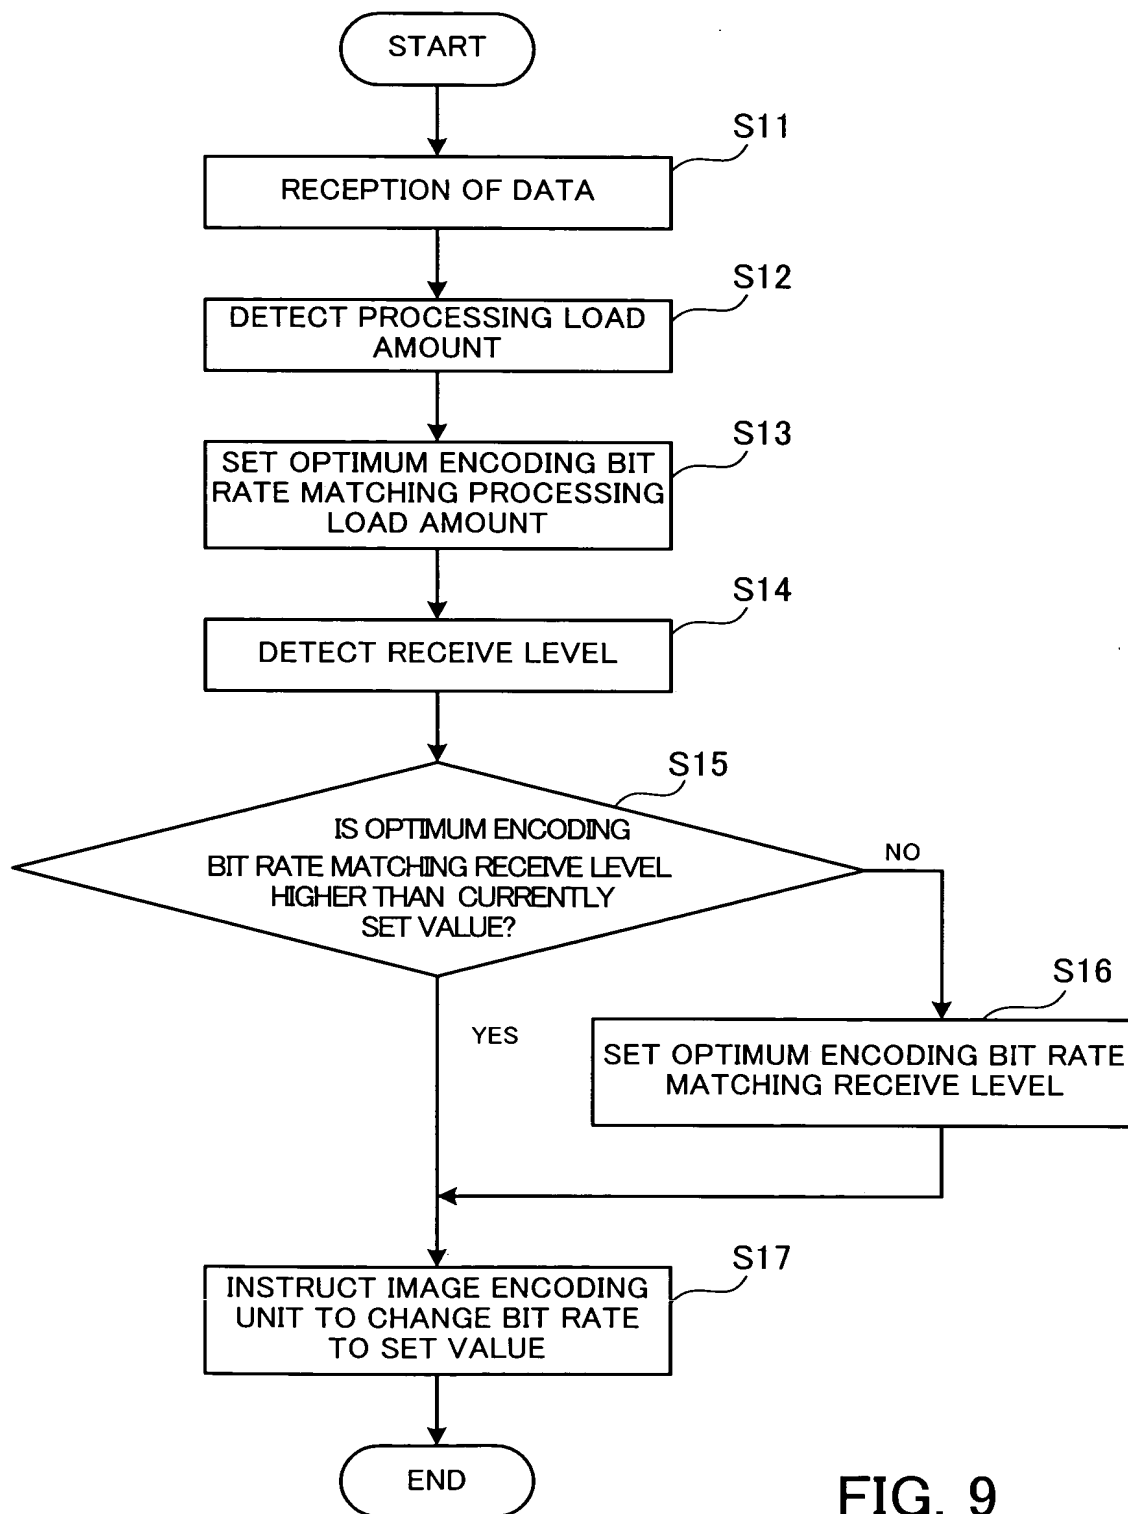 START
S11
RECEPTION OF DATA
S12
DETECT PROCESSING LOAD
AMOUNT
S13
SET OPTIMUM ENCODING BIT
RATE MATCHING PROCESSING
LOAD AMOUNT
S14
DETECT RECEIVE LEVEL
S15
IS OPTIMUM ENCODING
BIT RATE MATCHING RECEIVE LEVEL
HIGHER THAN CURRENTLY
SET VALUE?
NO
YES
S16
SET OPTIMUM ENCODING BIT RATE
MATCHING RECEIVE LEVEL
S17
INSTRUCT IMAGE ENCODING
UNIT TO CHANGE BIT RATE
TO SET VALUE
END
FIG. 9